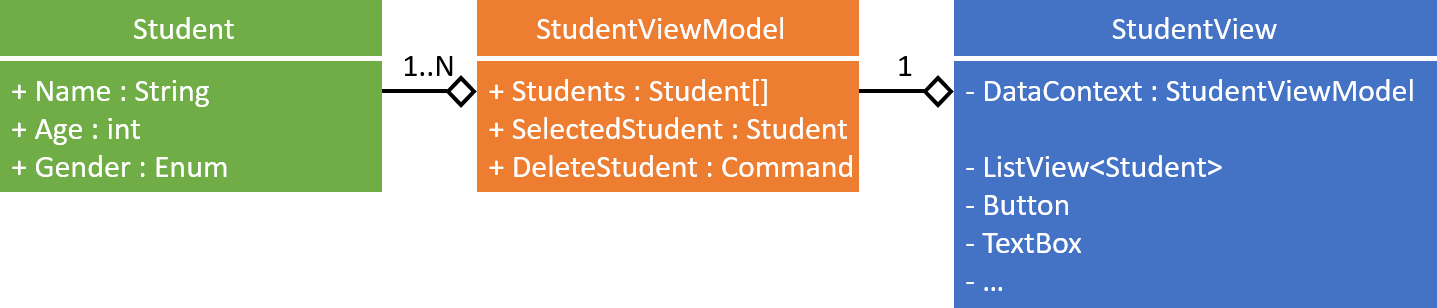 Student
+ Name : String
+ Age : int
+ Gender : Enum
1..N
StudentViewModel
+ Students : Student[]
+ SelectedStudent : Student
+ DeleteStudent : Command
1
StudentView
- DataContext : StudentViewModel
- ListView<Student>
- Button
- TextBox
- ...